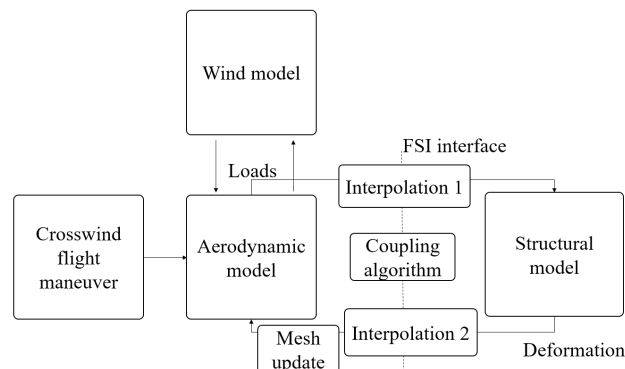 Wind model
FSI interface
Loads
Interpolation 1
Crosswind
flight
maneuver
Aerodynamic
model
Coupling
algorithm
Structural
model
Interpolation 2
Mesh
update
Deformation